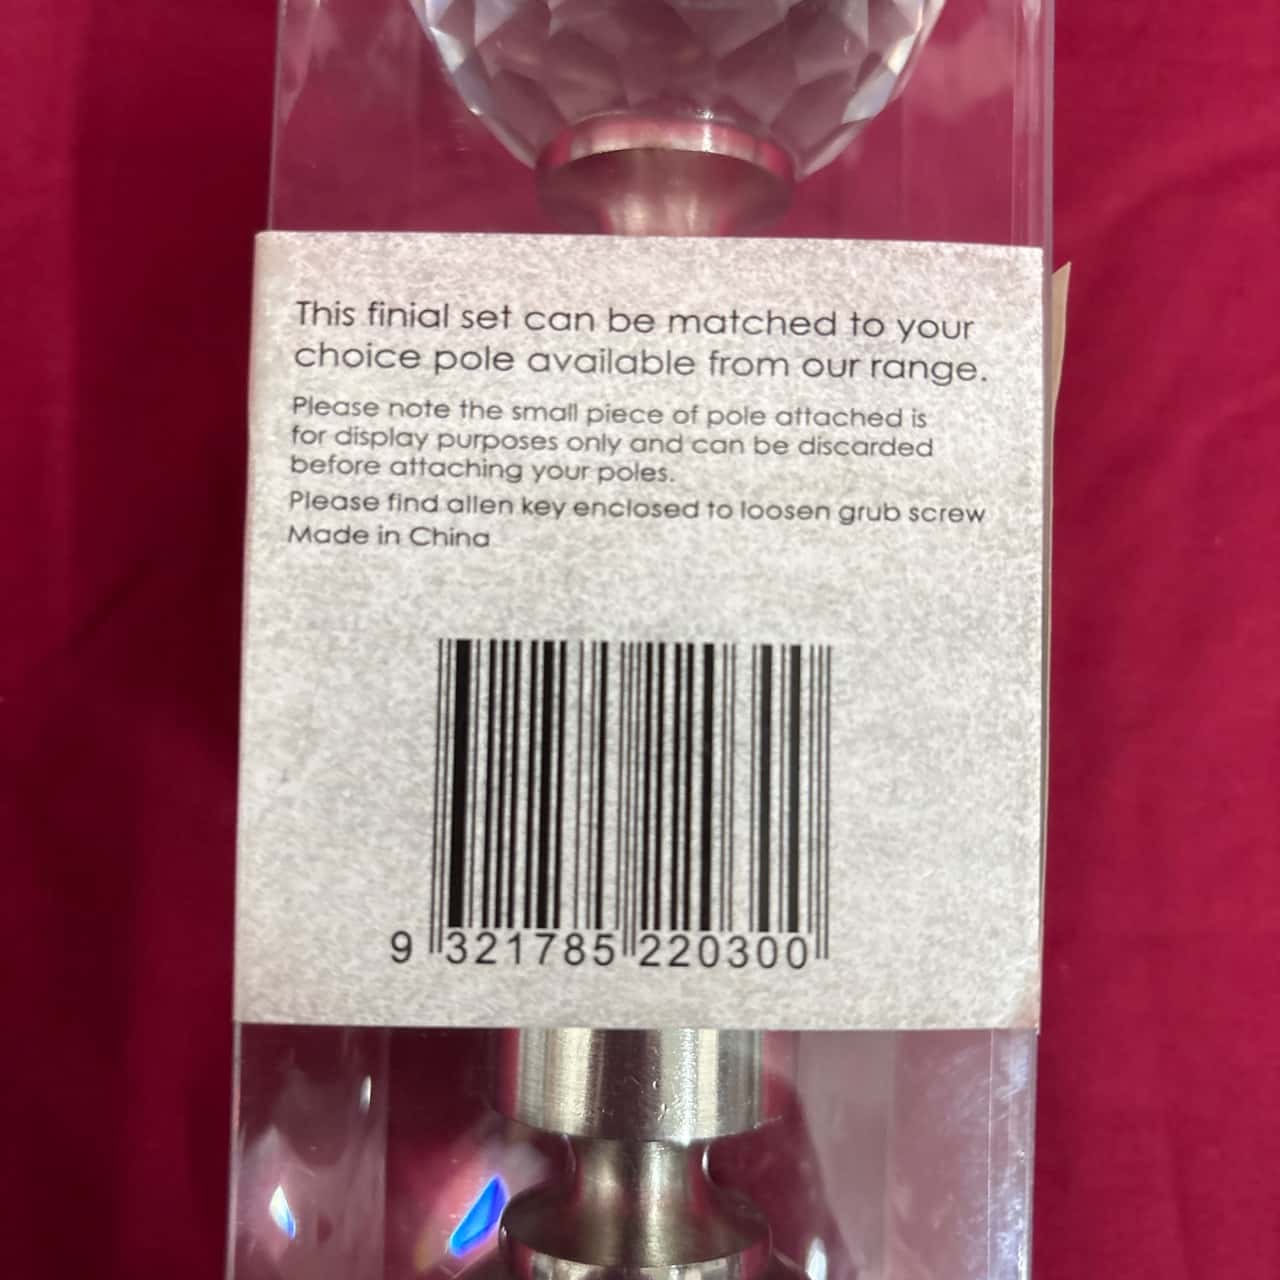 This finial set can be matched to your
choice pole available from our range.
Please note the small piece of pole attached is
for display purposes only and can be discarded
before attaching your poles.
Please find allen key enclosed to loosen grub screw
Made in China
9 321785 220300